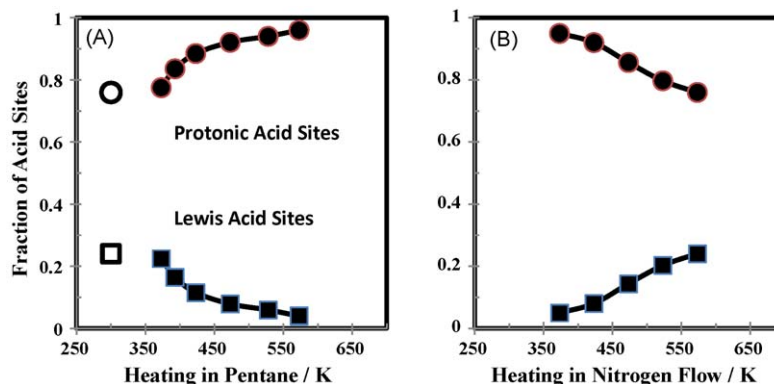 (A)
Fraction of Acid Sites
1
0.8
0.6
0.4
0.2
0
Protonic Acid Sites
Lewis Acid Sites
250 350 450 550 650
Heating in Pentane / K
(B)
1
0.8
0.6
0.4
0.2
0
250 350 450 550 650
Heating in Nitrogen Flow / K